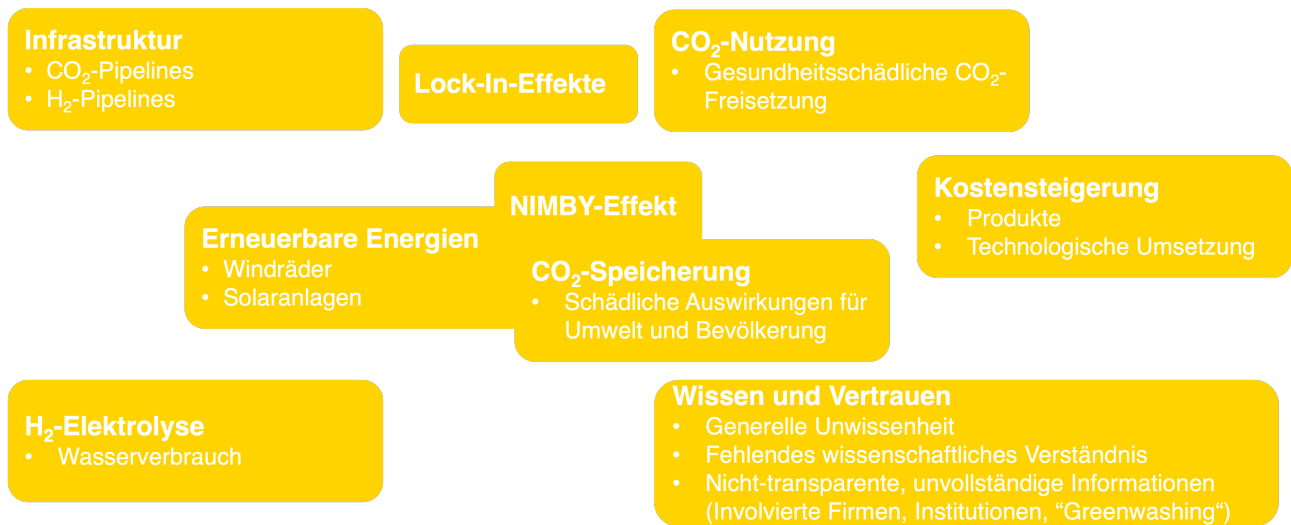 Infrastruktur
• CO₂-Pipelines
• H₂-Pipelines
Lock-In-Effekte
CO₂-Nutzung
• Gesundheitsschädliche CO₂-
Freisetzung
NIMBY-Effekt
Kostensteigerung
• Produkte
• Technologische Umsetzung
Erneuerbare Energien
• Windräder
• Solaranlagen
CO₂-Speicherung
• Schädliche Auswirkungen für
Umwelt und Bevölkerung
H₂-Elektrolyse
• Wasserverbrauch
Wissen und Vertrauen
• Generelle Unwissenheit
• Fehlendes wissenschaftliches Verständnis
• Nicht-transparente, unvollständige Informationen
(Involvierte Firmen, Institutionen, “Greenwashing“)